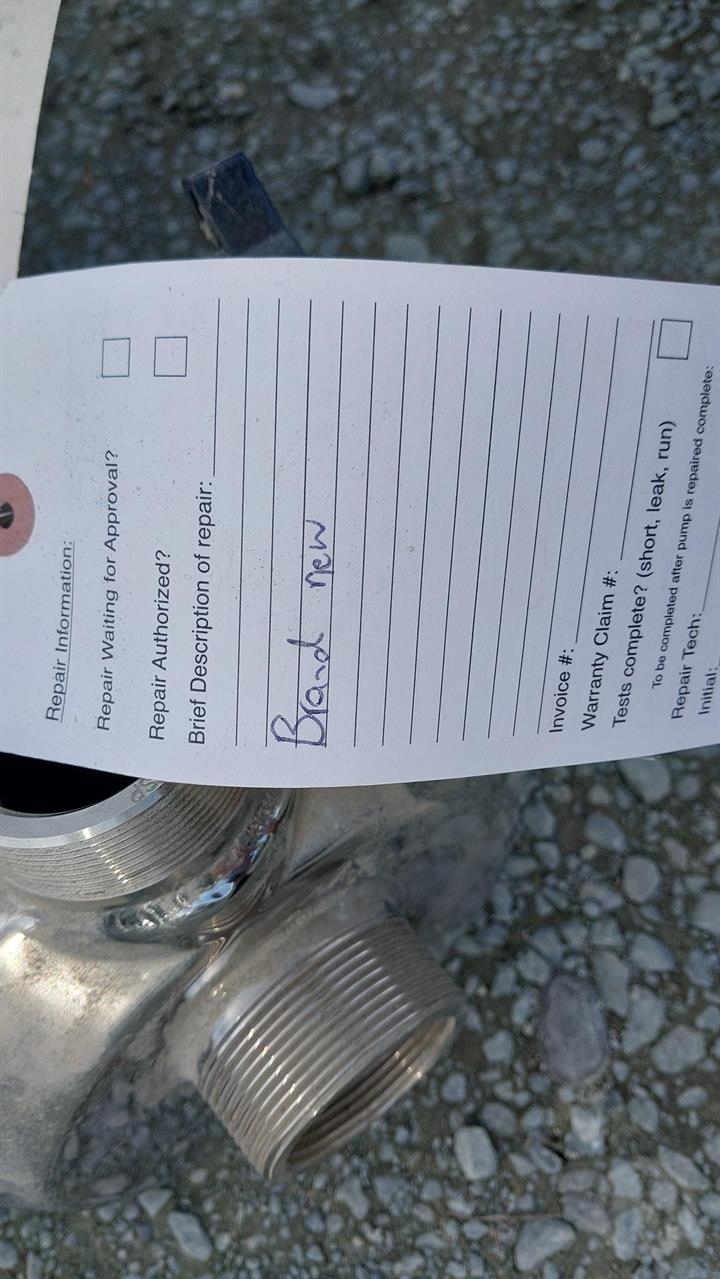 Repair Information:
Repair Waiting for Approval?
Repair Authorized?
Brief Description of repair:
Brand new
Invoice #:
Warranty Claim #:
Tests complete? (short, leak, run)
To be completed after pump is repaired complete:
Repair Tech:
Initial: